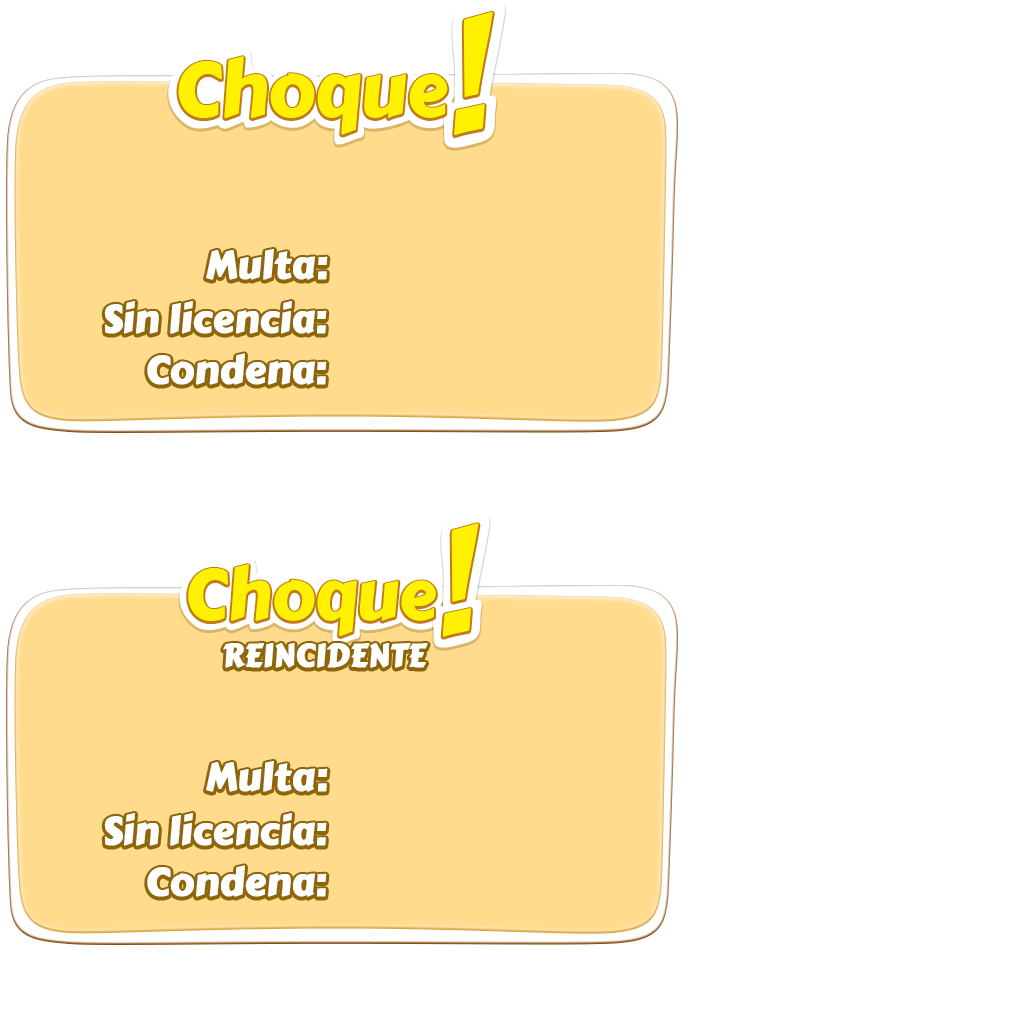 Choque!
Multa:
Sin licencia:
Condena:
Choque!
REINCIDENTE
Multa:
Sin licencia:
Condena: